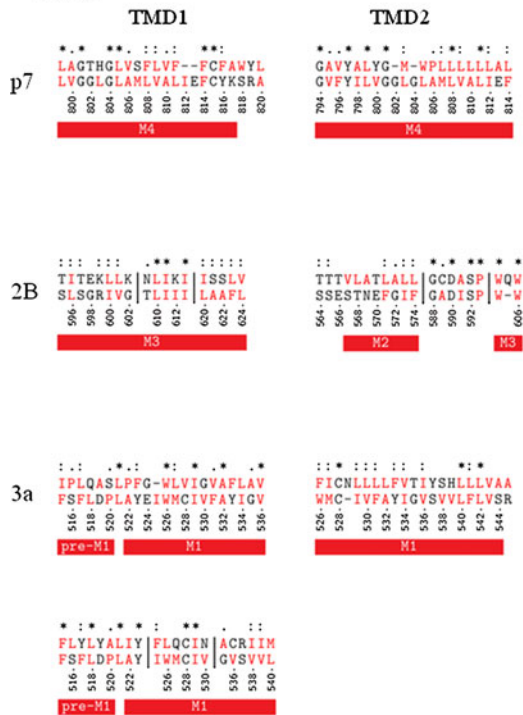 TMD1 TMD2
p7
*.* **. ::.: . **:
LAGTHGLVSFLVF--FCFAWYL
LVGGLGLAMLVALIEFCYKSRA
800 802 804 806 808 810 812 814 816 818 820
M4
GAVYALYG-M-WPLLLLLLAL
GVFYILVGGLGLAMLVALIEF
794 796 798 800 802 804 806 808 810 812 814
M4
2B
TITEKLLK|NLIKI|ISSLV
SLSGRIVG|TLIII|LAAFL
596 598 600 602 610 612 620 622 624
M3
TTTVLATLALL|GCDASP|WQW
SSESTNEFGIF|GADISP|W-W
564 566 568 570 572 574 588 590 592 606
M2 M3
3a
IPLQASLPFG-WLVIGVAFLAV
FSFLDPLAYEIWMCIVFAYIGV
516 518 520 522 524 526 528 530 532 534 536
pre-M1 M1
FICNLLLLFVTIYSHLLLVAA
WMC-IVFAYIGVSVVLFLVSR
526 528 530 532 534 536 538 540 542 544
M1
FLYLYALIY|FLQCIN|ACRIIM
FSFLDPLAY|IWMCIV|GVSVVL
516 518 520 522 526 528 530 536 538 540
pre-M1 M1